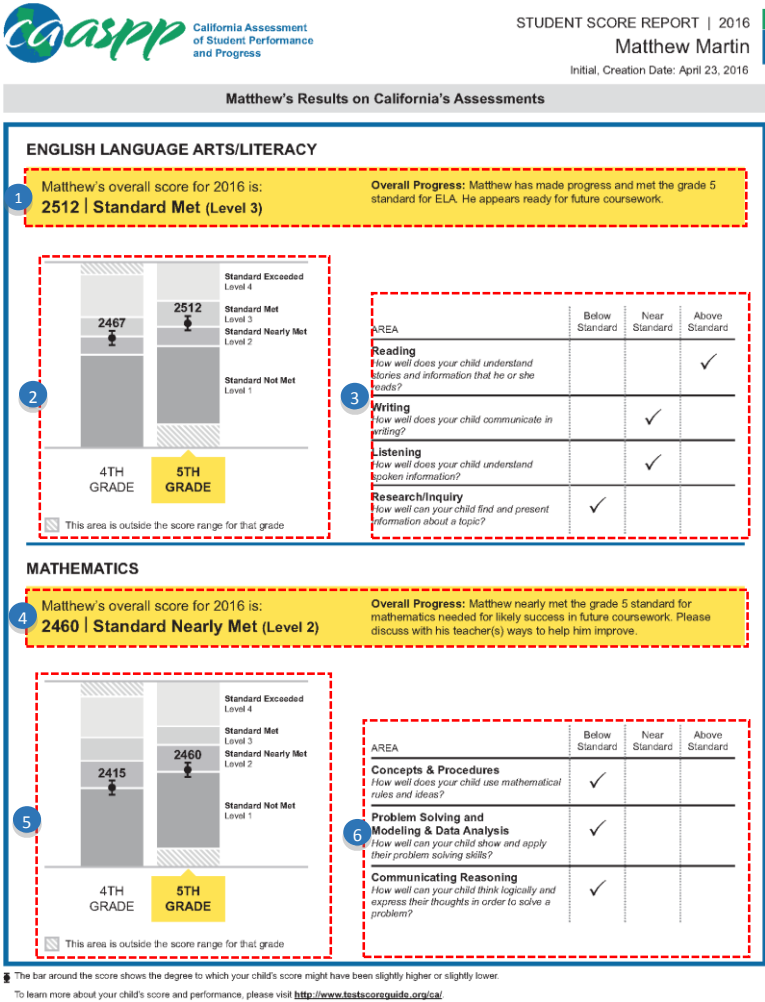 caaspp
California Assessment
of Student Performance
and Progress
STUDENT SCORE REPORT | 2016
Matthew Martin
Initial, Creation Date: April 23, 2016
Matthew's Results on California's Assessments
ENGLISH LANGUAGE ARTS/LITERACY
1
Matthew's overall score for 2016 is:
2512 | Standard Met (Level 3)
Overall Progress: Matthew has made progress and met the grade 5
standard for ELA. He appears ready for future coursework.
2
2467
2512
Standard Exceeded
Level 4
Standard Met
Level 3
Standard Nearly Met
Level 2
Standard Not Met
Level 1
4TH
GRADE
5TH
GRADE
This area is outside the score range for that grade
3
AREA
Below
Standard
Near
Standard
Above
Standard
Reading
How well does your child understand
stories and information that he or she
reads?
✓
Writing
How well does your child communicate in
writing?
✓
Listening
How well does your child understand
spoken information?
✓
Research/Inquiry
How well can your child find and present
information about a topic?
✓
MATHEMATICS
4
Matthew's overall score for 2016 is:
2460 | Standard Nearly Met (Level 2)
Overall Progress: Matthew nearly met the grade 5 standard for
mathematics needed for likely success in future coursework. Please
discuss with his teacher(s) ways to help him improve.
5
2415
2460
Standard Exceeded
Level 4
Standard Met
Level 3
Standard Nearly Met
Level 2
Standard Not Met
Level 1
4TH
GRADE
5TH
GRADE
This area is outside the score range for that grade
6
AREA
Below
Standard
Near
Standard
Above
Standard
Concepts & Procedures
How well does your child use mathematical
rules and ideas?
✓
Problem Solving and
Modeling & Data Analysis
How well can your child show and apply
their problem solving skills?
✓
Communicating Reasoning
How well can your child think logically and
express their thoughts in order to solve a
problem?
✓
The bar around the score shows the degree to which your child's score might have been slightly higher or slightly lower.
To learn more about your child's score and performance, please visit http://www.testscoreguide.org/ca/.